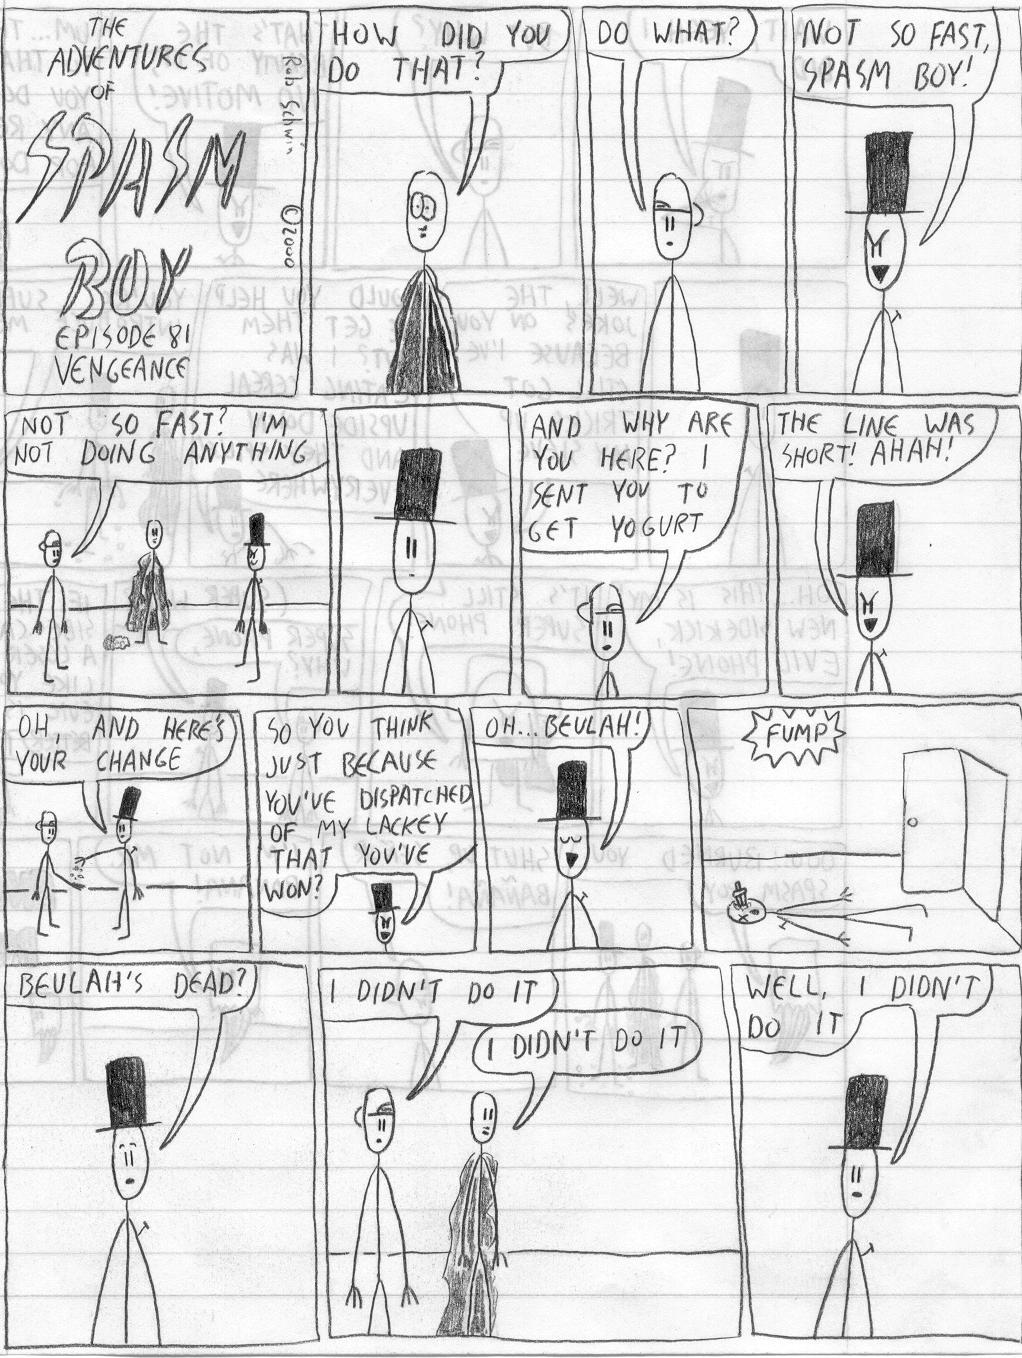 THE
ADVENTURES
OF
SPASM
BOY
EPISODE 81
VENGEANCE
Rob Schwin
©2000
HOW DID YOU
DO THAT?
DO WHAT?
NOT SO FAST,
SPASM BOY!
NOT SO FAST? I'M
NOT DOING ANYTHING
AND WHY ARE
YOU HERE? I
SENT YOU TO
GET YOGURT
THE LINE WAS
SHORT! AHAH!
OH, AND HERE'S
YOUR CHANGE
SO YOU THINK
JUST BECAUSE
YOU'VE DISPATCHED
OF MY LACKEY
THAT YOU'VE
WON?
OH...BEULAH!
FUMP
BEULAH'S DEAD?
I DIDN'T DO IT
I DIDN'T DO IT
WELL, I DIDN'T
DO IT